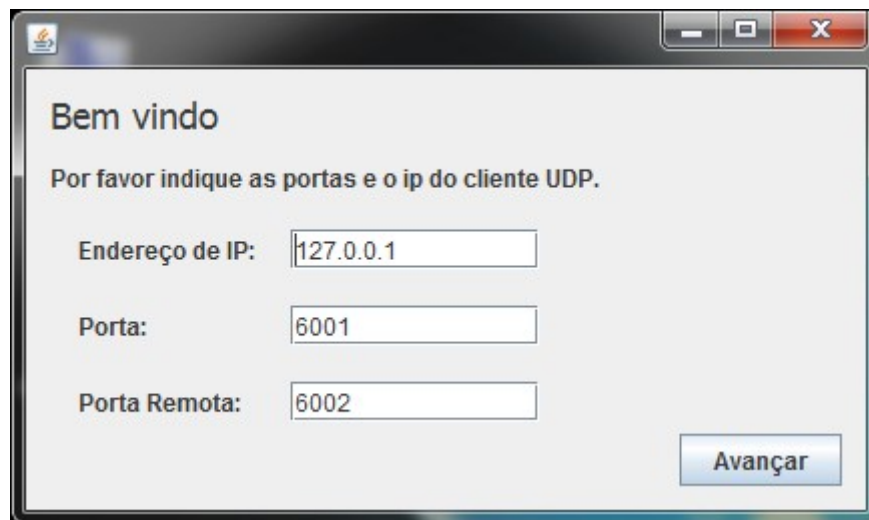 Bem vindo
Por favor indique as portas e o ip do cliente UDP.
Endereço de IP: 127.0.0.1
Porta: 6001
Porta Remota: 6002
Avançar